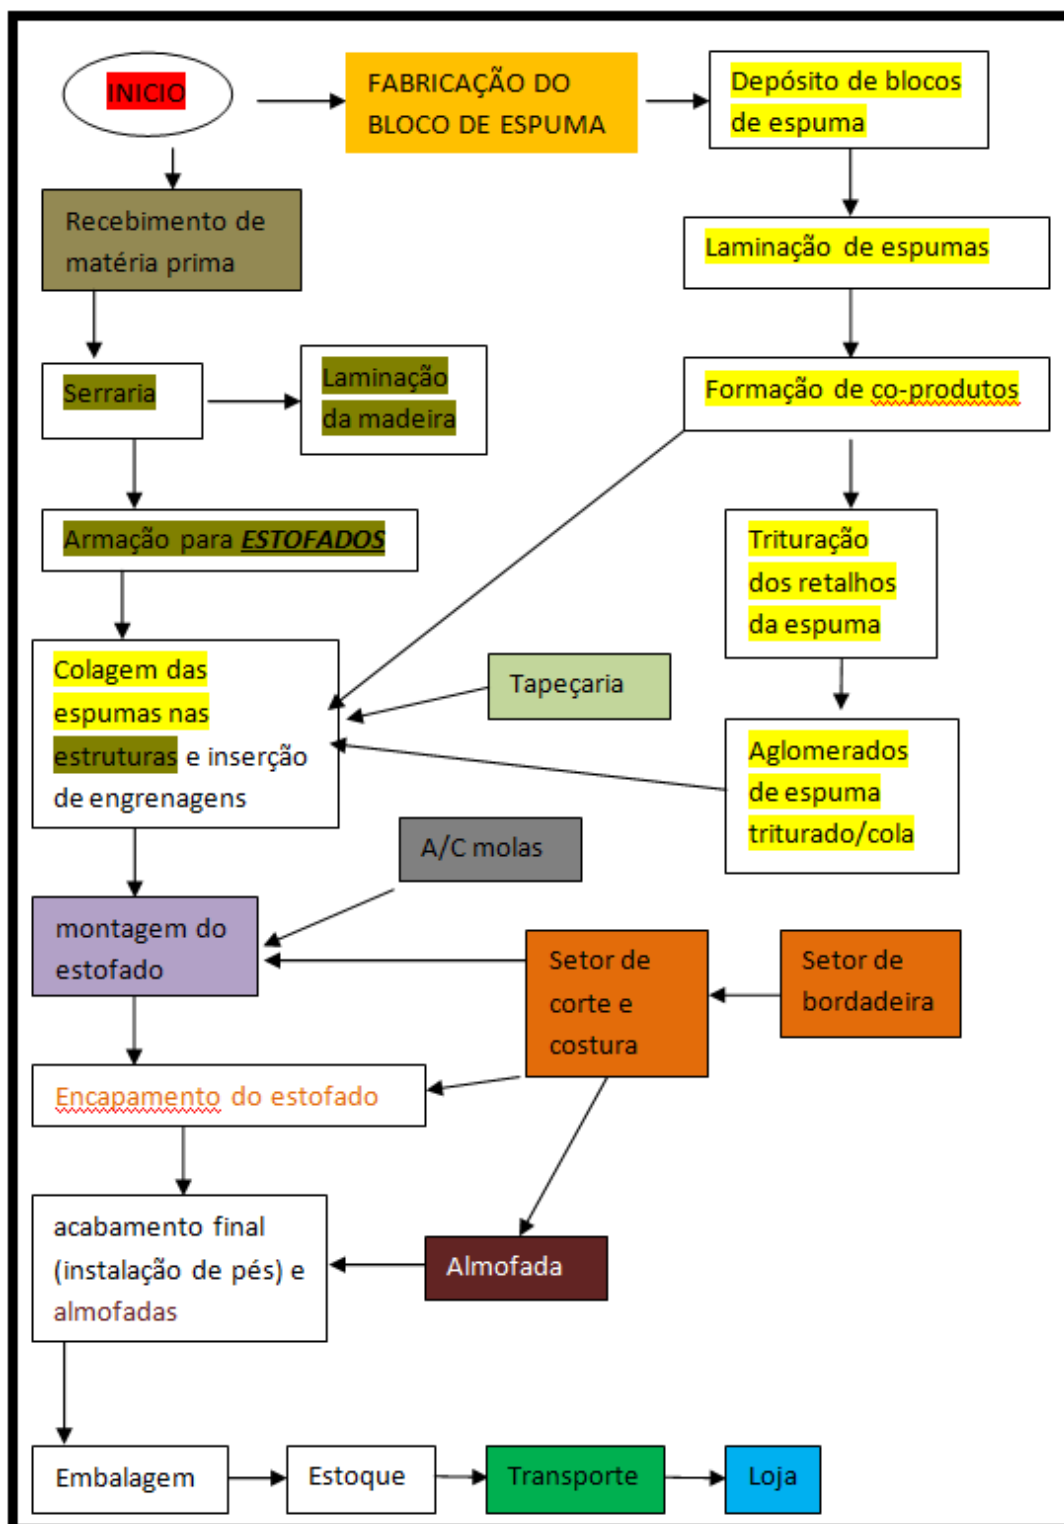 INICIO
FABRICAÇÃO DO
BLOCO DE ESPUMA
Depósito de blocos
de espuma
Recebimento de
matéria prima
Laminação de espumas
Serraria
Laminação
da madeira
Formação de co-produtos
Armação para ESTOFADOS
Trituração
dos retalhos
da espuma
Colagem das
espumas nas
estruturas e inserção
de engrenagens
Tapeçaria
Aglomerados
de espuma
triturado/cola
A/C molas
montagem do
estofado
Setor de
corte e
costura
Setor de
bordadeira
Encapamento do estofado
acabamento final
(instalação de pés) e
almofadas
Almofada
Embalagem
Estoque
Transporte
Loja